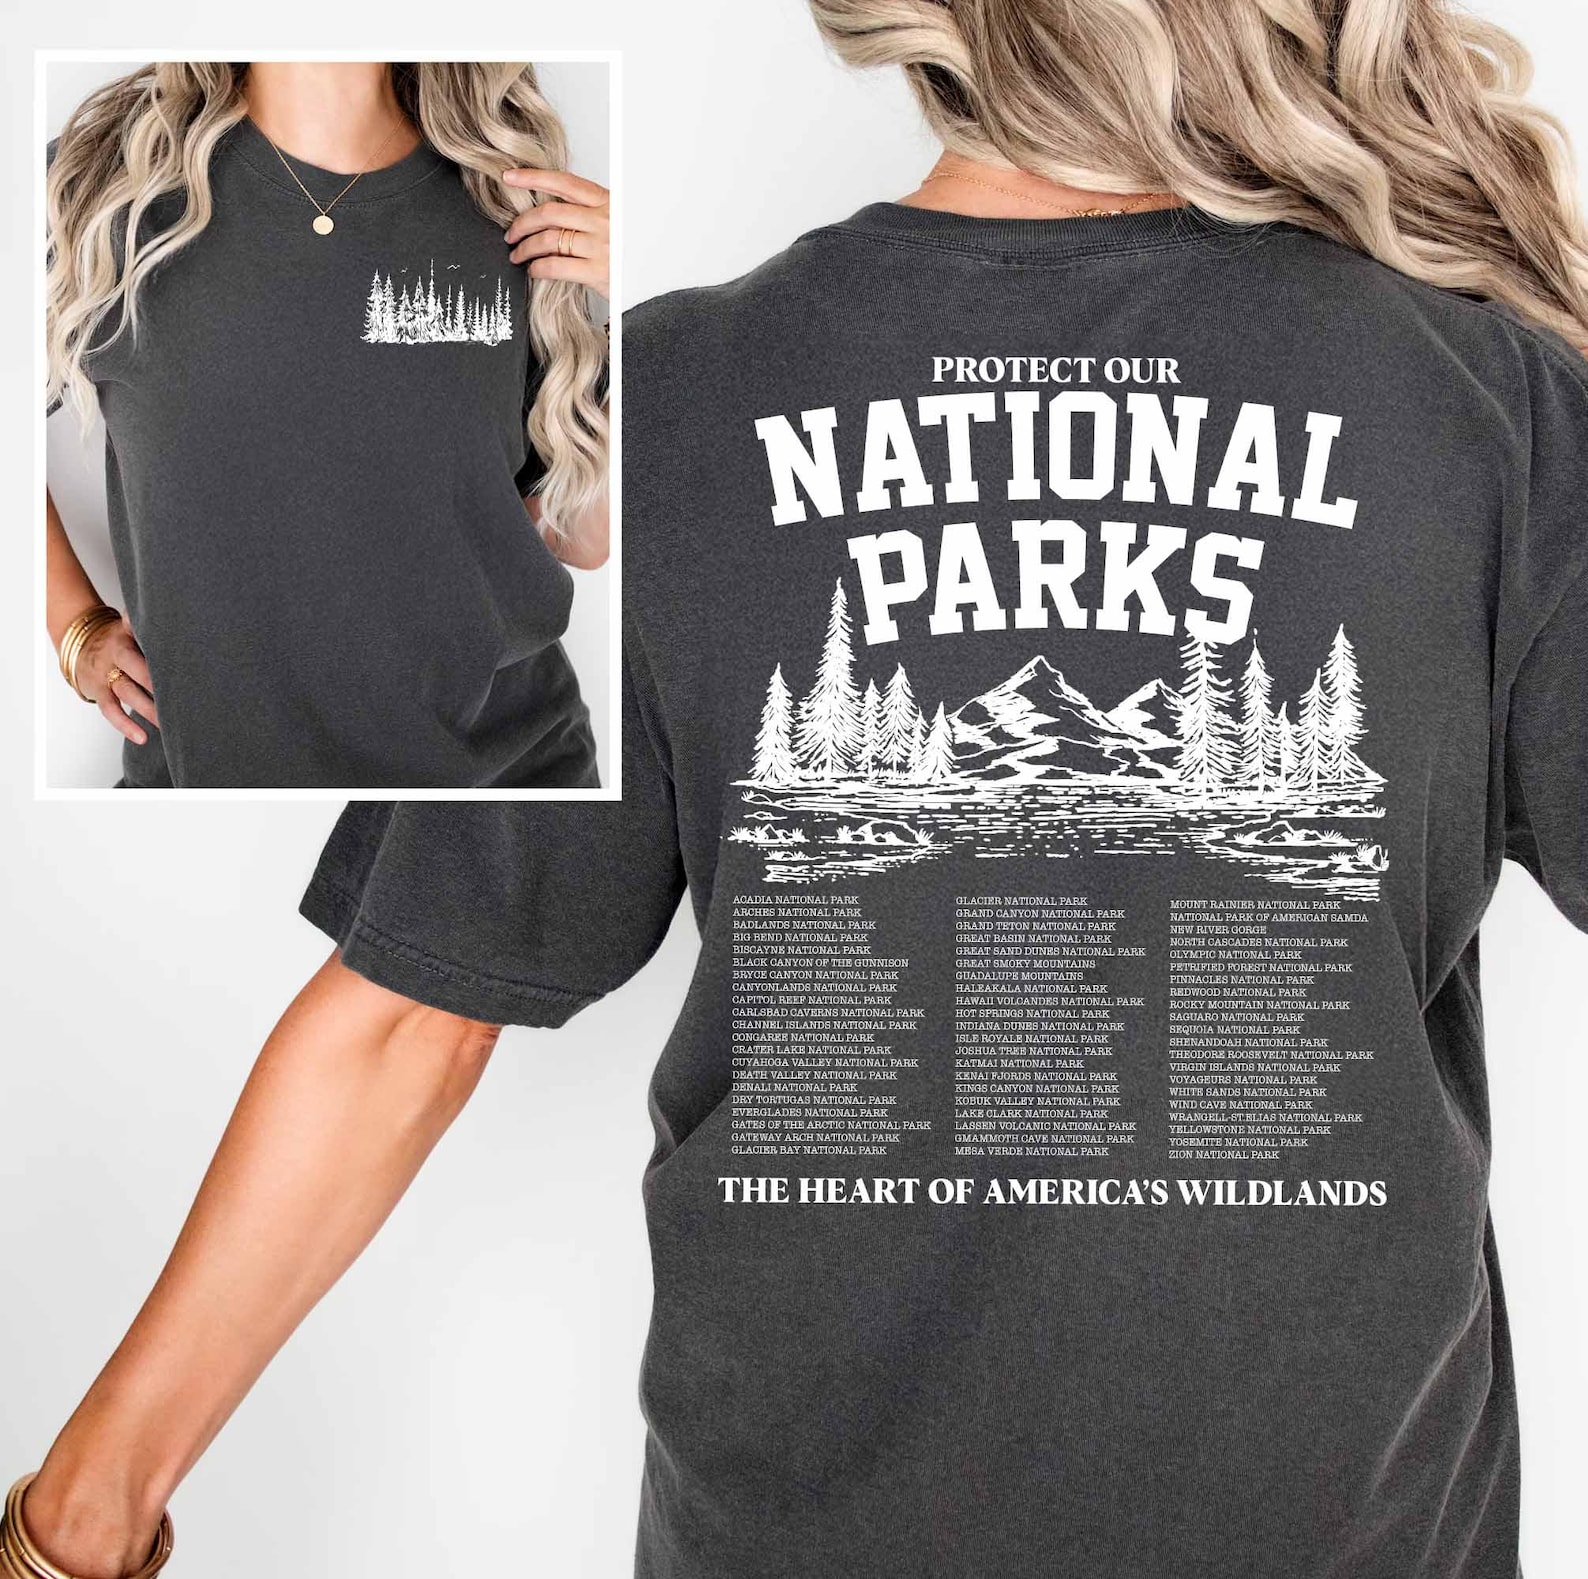 PROTECT OUR
NATIONAL
PARKS
ACADIA NATIONAL PARK
ARCHES NATIONAL PARK
BADLANDS NATIONAL PARK
BIG BEND NATIONAL PARK
BISCAYNE NATIONAL PARK
BLACK CANYON OF THE GUNNISON
BRYCE CANYON NATIONAL PARK
CANYONLANDS NATIONAL PARK
CAPITOL REEF NATIONAL PARK
CARLSBAD CAVERNS NATIONAL PARK
CHANNEL ISLANDS NATIONAL PARK
CONGAREE NATIONAL PARK
CRATER LAKE NATIONAL PARK
CUYAHOGA VALLEY NATIONAL PARK
DEATH VALLEY NATIONAL PARK
DENALI NATIONAL PARK
DRY TORTUGAS NATIONAL PARK
EVERGLADES NATIONAL PARK
GATES OF THE ARCTIC NATIONAL PARK
GATEWAY ARCH NATIONAL PARK
GLACIER BAY NATIONAL PARK
GLACIER NATIONAL PARK
GRAND CANYON NATIONAL PARK
GRAND TETON NATIONAL PARK
GREAT BASIN NATIONAL PARK
GREAT SAND DUNES NATIONAL PARK
GREAT SMOKY MOUNTAINS
GUADALUPE MOUNTAINS
HALEAKALA NATIONAL PARK
HAWAII VOLCANDES NATIONAL PARK
HOT SPRINGS NATIONAL PARK
INDIANA DUNES NATIONAL PARK
ISLE ROYALE NATIONAL PARK
JOSHUA TREE NATIONAL PARK
KATMAI NATIONAL PARK
KENAI FJORDS NATIONAL PARK
KINGS CANYON NATIONAL PARK
KOBUK VALLEY NATIONAL PARK
LAKE CLARK NATIONAL PARK
LASSEN VOLCANIC NATIONAL PARK
GMAMMOTH CAVE NATIONAL PARK
MESA VERDE NATIONAL PARK
MOUNT RAINIER NATIONAL PARK
NATIONAL PARK OF AMERICAN SAMDA
NEW RIVER GORGE
NORTH CASCADES NATIONAL PARK
OLYMPIC NATIONAL PARK
PETRIFIED FOREST NATIONAL PARK
PINNACLES NATIONAL PARK
REDWOOD NATIONAL PARK
ROCKY MOUNTAIN NATIONAL PARK
SAGUARO NATIONAL PARK
SEQUOIA NATIONAL PARK
SHENANDOAH NATIONAL PARK
THEODORE ROOSEVELT NATIONAL PARK
VIRGIN ISLANDS NATIONAL PARK
VOYAGEURS NATIONAL PARK
WHITE SANDS NATIONAL PARK
WIND CAVE NATIONAL PARK
WRANGELL-ST.ELIAS NATIONAL PARK
YELLOWSTONE NATIONAL PARK
YOSEMITE NATIONAL PARK
ZION NATIONAL PARK
THE HEART OF AMERICA'S WILDLANDS